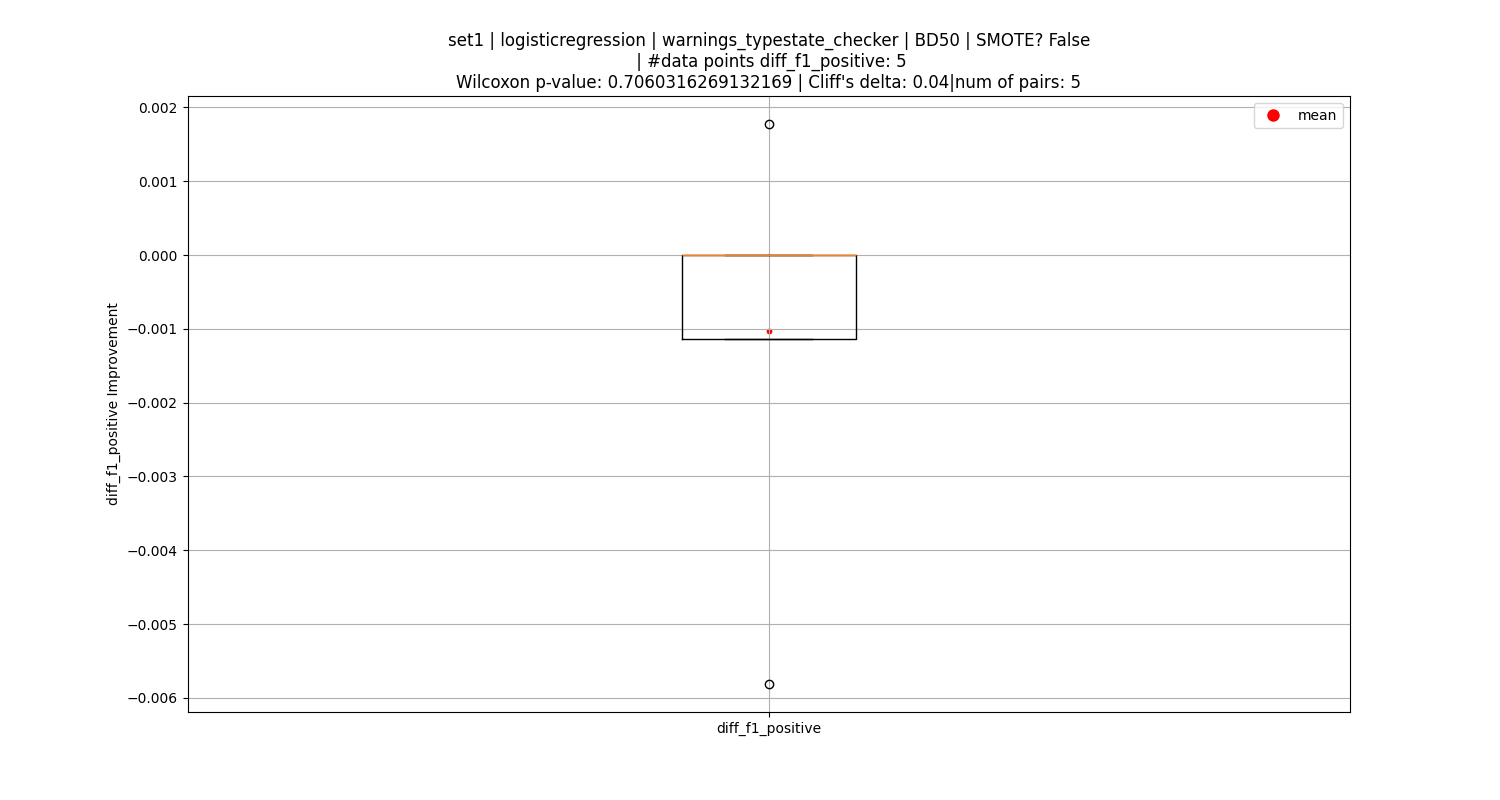 set1 | logisticregression | warnings_typestate_checker | BD50 | SMOTE? False
| #data points diff_f1_positive: 5
Wilcoxon p-value: 0.7060316269132169 | Cliff's delta: 0.04|num of pairs: 5
mean
0.002
0.001
0.000
−0.001
−0.002
−0.003
−0.004
−0.005
−0.006
diff_f1_positive Improvement
diff_f1_positive